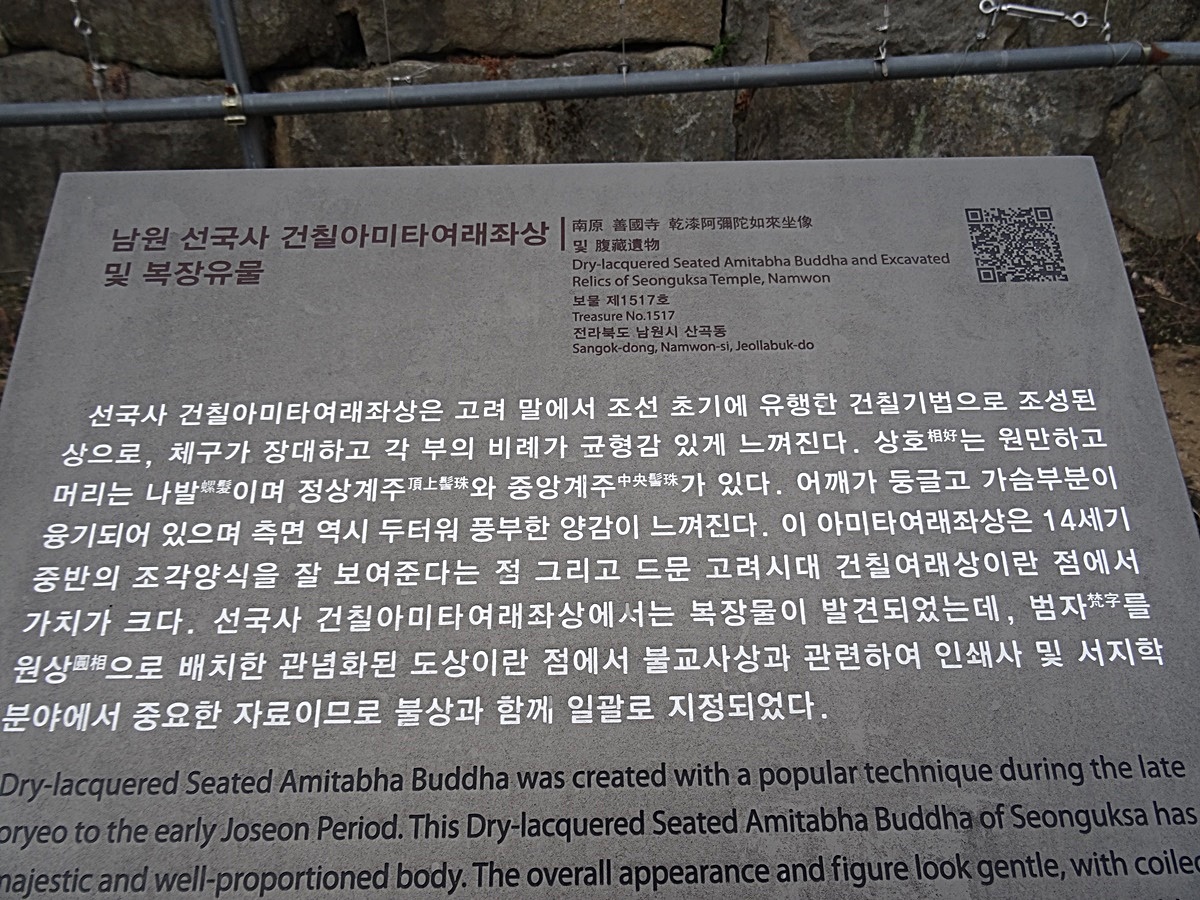 남원 선국사 건칠아미타여래좌상
및 복장유물
南原 善國寺 乾漆阿彌陀如來坐像
및 腹藏遺物
Dry-lacquered Seated Amitabha Buddha and Excavated
Relics of Seonguksa Temple, Namwon
보물 제1517호
Treasure No.1517
전라북도 남원시 산곡동
Sangok-dong, Namwon-si, Jeollabuk-do
선국사 건칠아미타여래좌상은 고려 말에서 조선 초기에 유행한 건칠기법으로 조성된
상으로, 체구가 장대하고 각 부의 비례가 균형감 있게 느껴진다. 상호相好는 원만하고
머리는 나발螺髮이며 정상계주頂上髻珠와 중앙계주中央髻珠가 있다. 어깨가 둥글고 가슴부분이
융기되어 있으며 측면 역시 두터워 풍부한 양감이 느껴진다. 이 아미타여래좌상은 14세기
중반의 조각양식을 잘 보여준다는 점 그리고 드문 고려시대 건칠여래상이란 점에서
가치가 크다. 선국사 건칠아미타여래좌상에서는 복장물이 발견되었는데, 범자梵字를
원상圓相으로 배치한 관념화된 도상이란 점에서 불교사상과 관련하여 인쇄사 및 서지학
분야에서 중요한 자료이므로 불상과 함께 일괄로 지정되었다.
Dry-lacquered Seated Amitabha Buddha was created with a popular technique during the late
oryeo to the early Joseon Period. This Dry-lacquered Seated Amitabha Buddha of Seonguksa has
majestic and well-proportioned body. The overall appearance and figure look gentle, with coiled